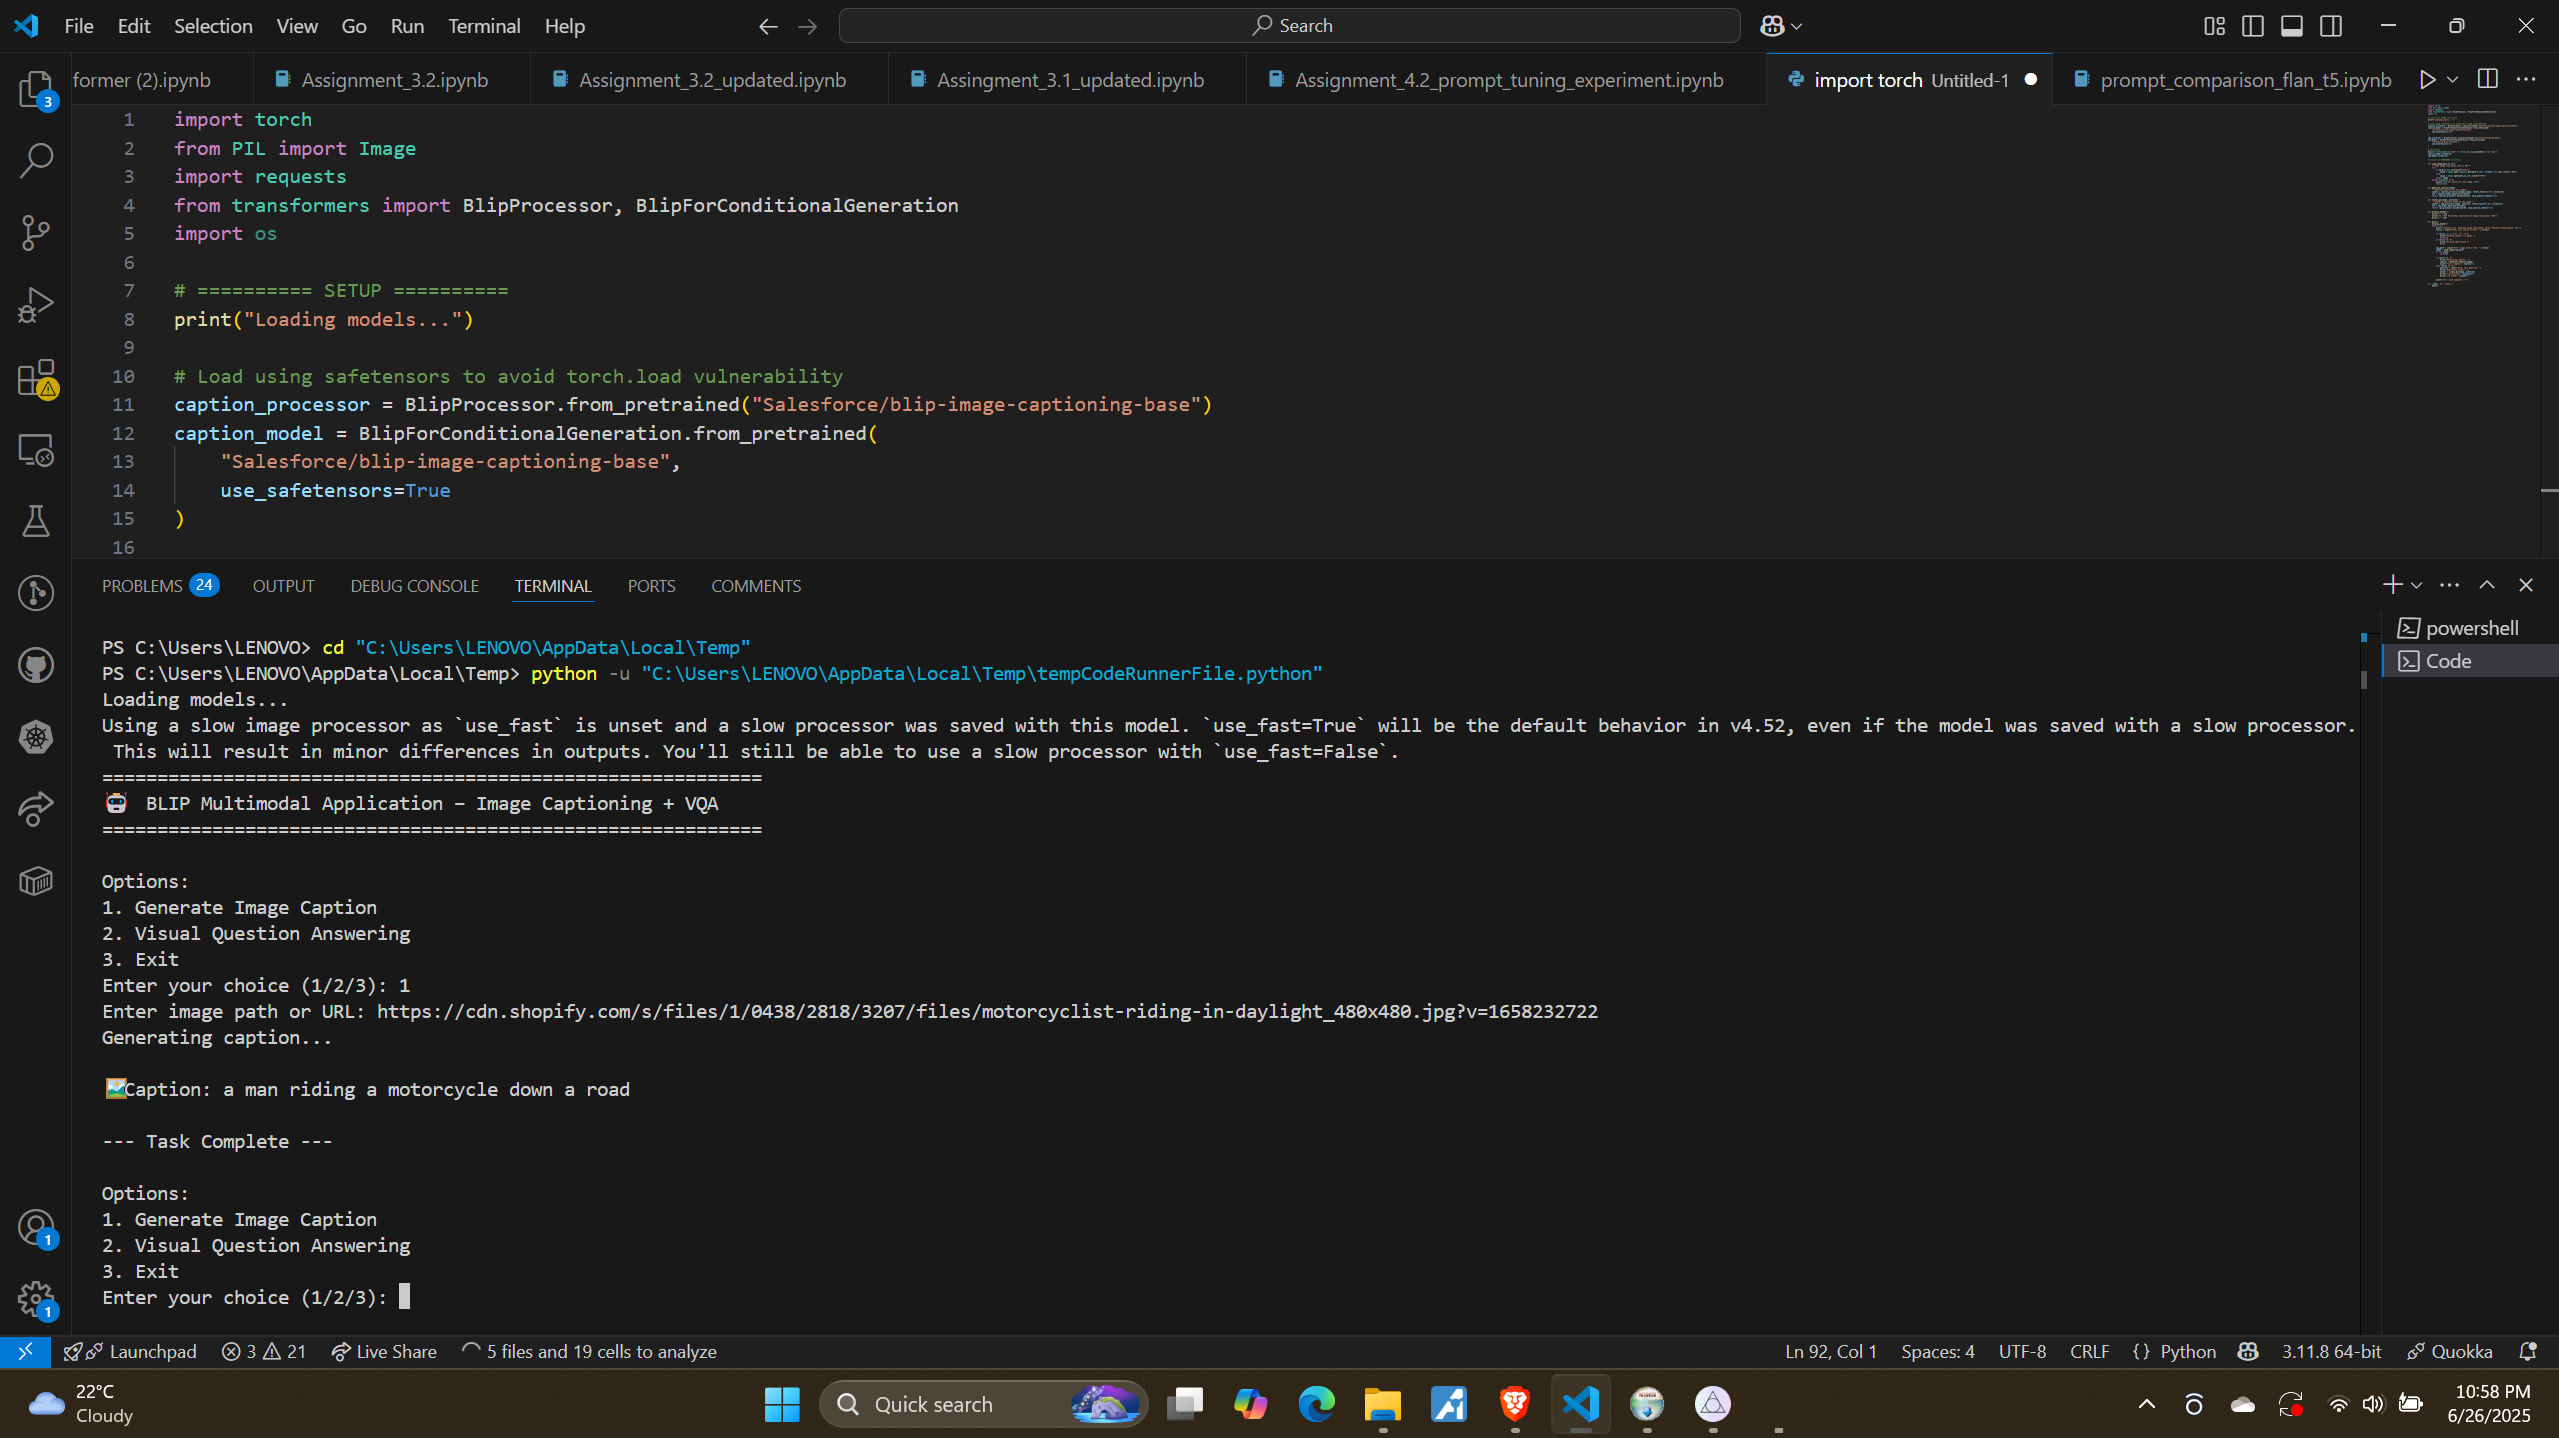 File Edit Selection View Go Run Terminal Help
Search
former (2).ipynb Assignment_3.2.ipynb Assignment_3.2_updated.ipynb Assingment_3.1_updated.ipynb Assignment_4.2_prompt_tuning_experiment.ipynb import torch Untitled-1 prompt_comparison_flan_t5.ipynb
3
1 import torch
2 from PIL import Image
3 import requests
4 from transformers import BlipProcessor, BlipForConditionalGeneration
5 import os
6
7 # ========== SETUP ==========
8 print("Loading models...")
9
10 # Load using safetensors to avoid torch.load vulnerability
11 caption_processor = BlipProcessor.from_pretrained("Salesforce/blip-image-captioning-base")
12 caption_model = BlipForConditionalGeneration.from_pretrained(
13 "Salesforce/blip-image-captioning-base",
14 use_safetensors=True
15 )
16
PROBLEMS 24 OUTPUT DEBUG CONSOLE TERMINAL PORTS COMMENTS
powershell
Code
PS C:\Users\LENOVO> cd "C:\Users\LENOVO\AppData\Local\Temp"
PS C:\Users\LENOVO\AppData\Local\Temp> python -u "C:\Users\LENOVO\AppData\Local\Temp\tempCodeRunnerFile.python"
Loading models...
Using a slow image processor as `use_fast` is unset and a slow processor was saved with this model. `use_fast=True` will be the default behavior in v4.52, even if the model was saved with a slow processor.
This will result in minor differences in outputs. You'll still be able to use a slow processor with `use_fast=False`.
============================================================
BLIP Multimodal Application – Image Captioning + VQA
============================================================
Options:
1. Generate Image Caption
2. Visual Question Answering
3. Exit
Enter your choice (1/2/3): 1
Enter image path or URL: https://cdn.shopify.com/s/files/1/0438/2818/3207/files/motorcyclist-riding-in-daylight_480x480.jpg?v=1658232722
Generating caption...
Caption: a man riding a motorcycle down a road
--- Task Complete ---
Options:
1. Generate Image Caption
2. Visual Question Answering
3. Exit
Enter your choice (1/2/3):
1
1
Launchpad 3 21 Live Share 5 files and 19 cells to analyze Ln 92, Col 1 Spaces: 4 UTF-8 CRLF {} Python 3.11.8 64-bit Quokka
22°C
Cloudy
Quick search
10:58 PM
6/26/2025